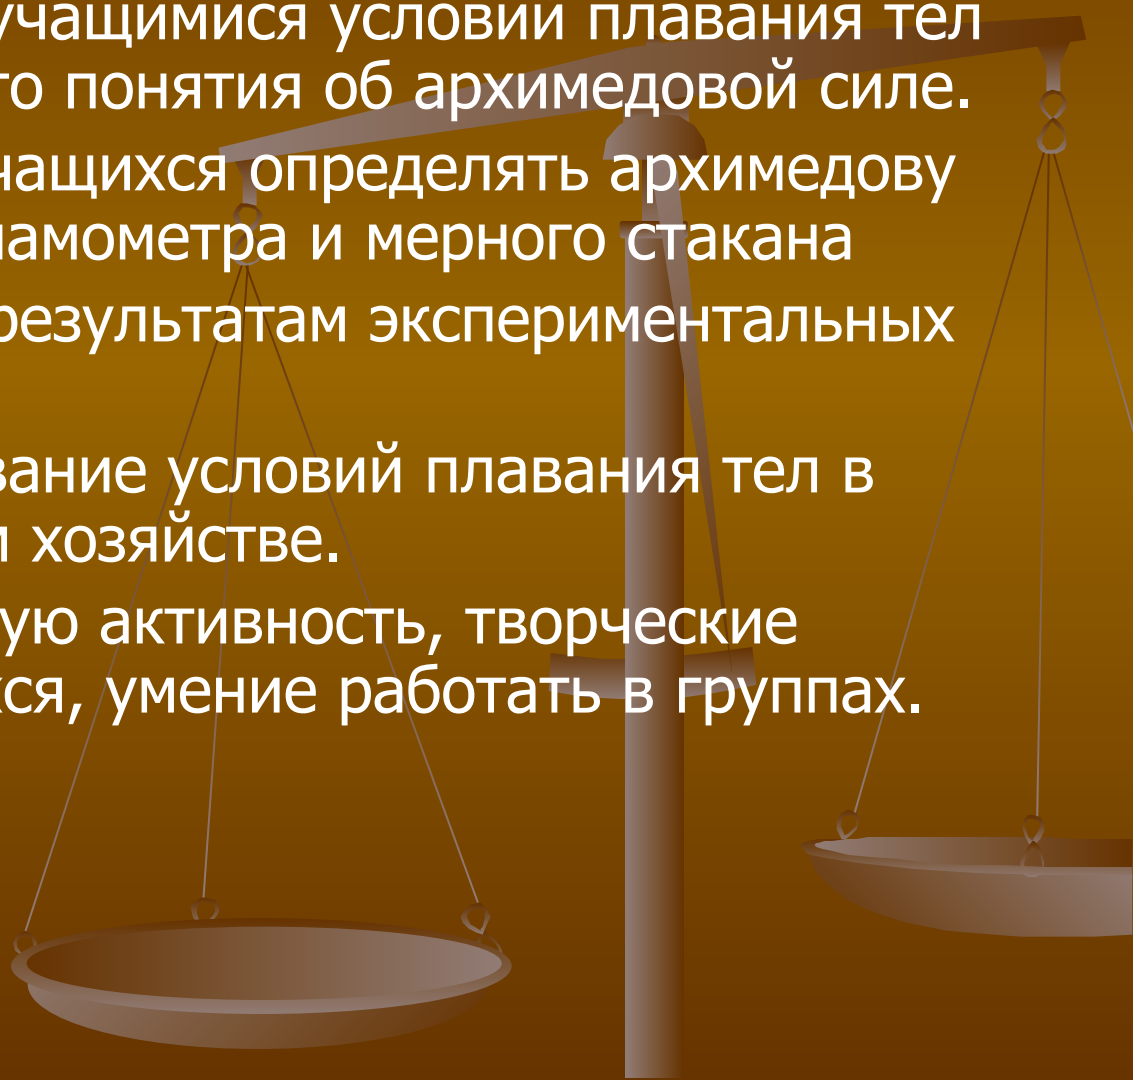 учащимися условий плавания тел
го понятия об архимедовой силе.
чащихся определять архимедову
намометра и мерного стакана
результатам экспериментальных
вание условий плавания тел в
и хозяйстве.
ую активность, творческие
хся, умение работать в группах.